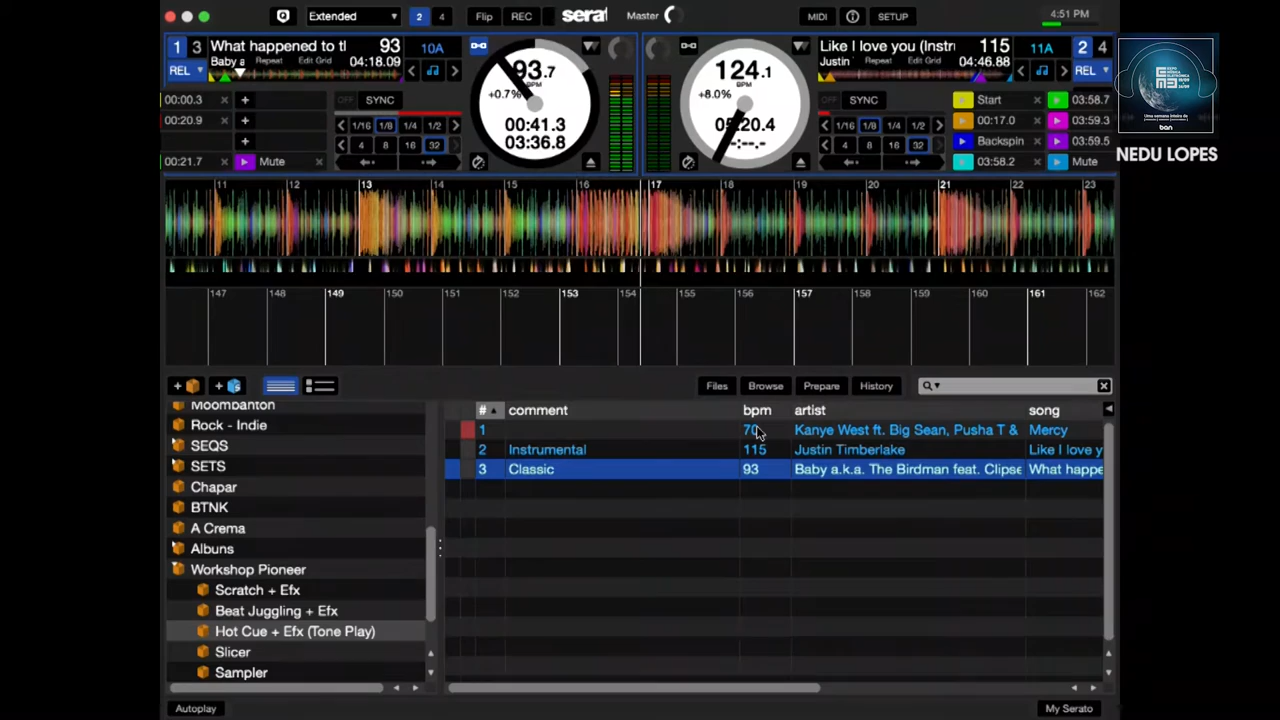 Extended
2 4
Flip REC
serato
Master
MIDI
SETUP
4:51 PM
1 3 What happened to tl 93 10A
REL Baby a Repeat Edit Grid 04:18.09
93.7
BPM
+0.7%
00:41.3
03:36.8
124.1
BPM
+8.0%
Like I love you (Instr 115 11A 2 4
Justin Repeat Edit Grid 04:46.88 REL
00:00.3
00:20.9
00:21.7 Mute
OFF SYNC
1/16 1/8 1/4 1/2
4 8 16 32
OFF SYNC
1/16 1/8 1/4 1/2
4 8 16 32
Start 03:58.7
00:17.0 03:59.3
Backspin 03:59.5
03:58.2 Mute
EM3
ban
NEDU LOPES
11 12 13 14 15 16 17 18 19 20 21 22 23
147 148 149 150 151 152 153 154 155 156 157 158 159 160 161 162
Files Browse Prepare History
Moombanton
Rock - Indie
SEQS
SETS
Chapar
BTNK
A Crema
Albuns
Workshop Pioneer
Scratch + Efx
Beat Juggling + Efx
Hot Cue + Efx (Tone Play)
Slicer
Sampler
# comment bpm artist song
1 70 Kanye West ft. Big Sean, Pusha T & Mercy
2 Instrumental 115 Justin Timberlake Like I love y
3 Classic 93 Baby a.k.a. The Birdman feat. Clipse What happe
Autoplay
My Serato